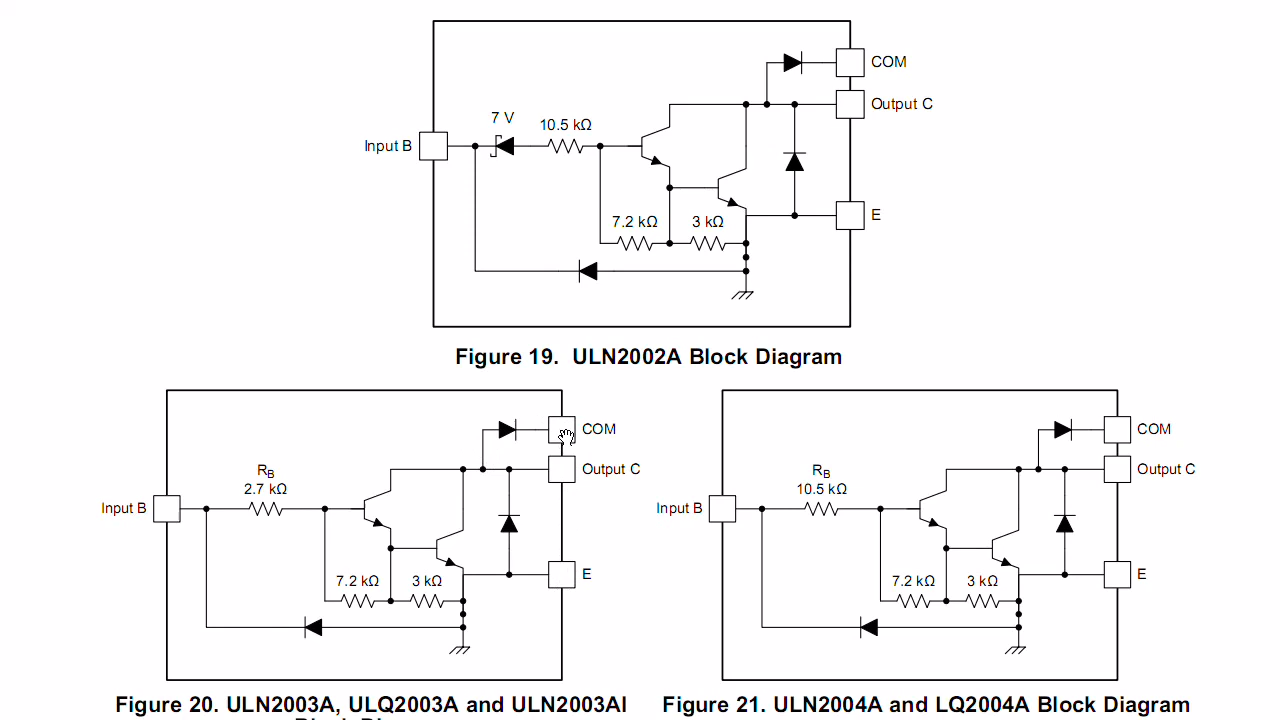 COM
Output C
7 V
10.5 kΩ
Input B
E
7.2 kΩ
3 kΩ
Figure 19. ULN2002A Block Diagram
COM
Output C
RB
2.7 kΩ
Input B
E
7.2 kΩ
3 kΩ
Figure 20. ULN2003A, ULQ2003A and ULN2003AI
COM
Output C
RB
10.5 kΩ
Input B
E
7.2 kΩ
3 kΩ
Figure 21. ULN2004A and LQ2004A Block Diagram